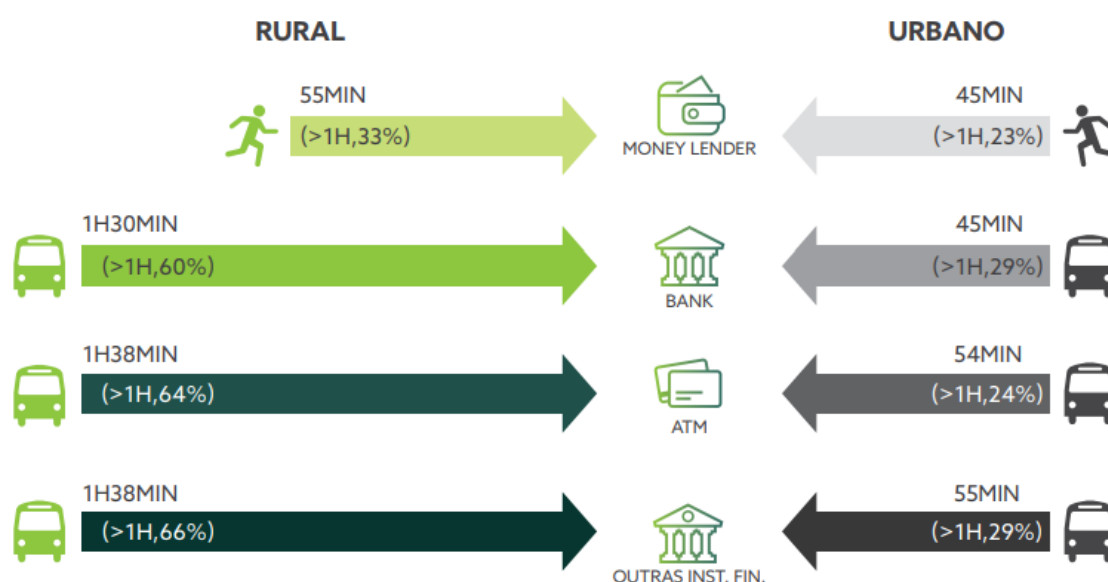 RURAL
URBANO
55MIN
45MIN
(>1H,33%)
(>1H,23%)
MONEY LENDER
1H30MIN
45MIN
(>1H,60%)
(>1H,29%)
BANK
1H38MIN
54MIN
(>1H,64%)
(>1H,24%)
ATM
1H38MIN
55MIN
(>1H,66%)
(>1H,29%)
OUTRAS INST. FIN.